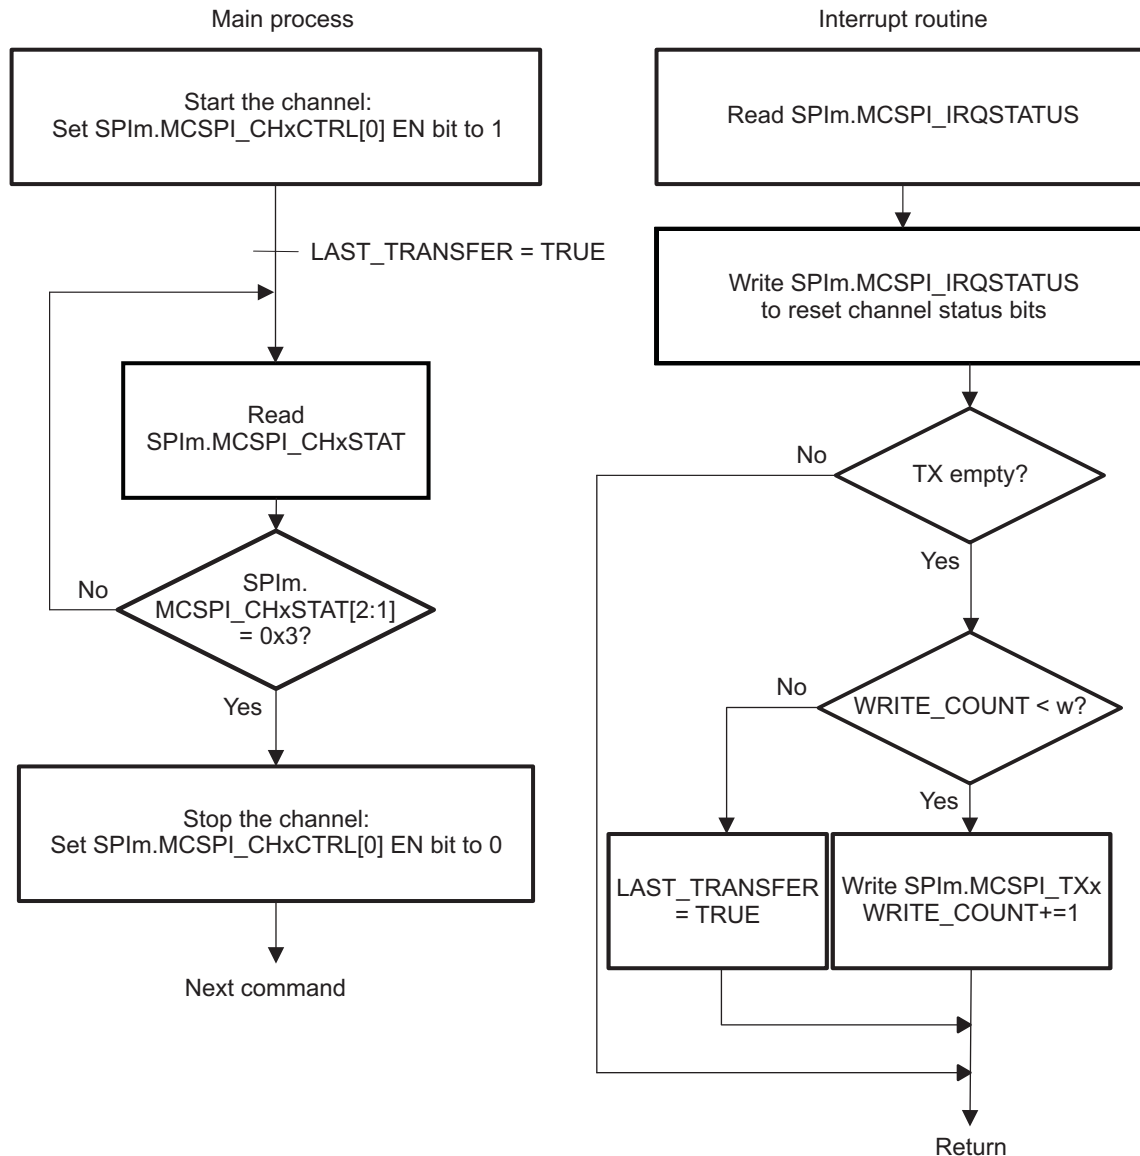 Main process
Start the channel:
Set SPIm.MCSPI_CHxCTRL[0] EN bit to 1
LAST_TRANSFER = TRUE
Read
SPIm.MCSPI_CHxSTAT
No
SPIm.
MCSPI_CHxSTAT[2:1]
= 0x3?
Yes
Stop the channel:
Set SPIm.MCSPI_CHxCTRL[0] EN bit to 0
Next command
Interrupt routine
Read SPIm.MCSPI_IRQSTATUS
Write SPIm.MCSPI_IRQSTATUS
to reset channel status bits
No
TX empty?
Yes
No
WRITE_COUNT < w?
Yes
LAST_TRANSFER
= TRUE
Write SPIm.MCSPI_TXx
WRITE_COUNT+=1
Return